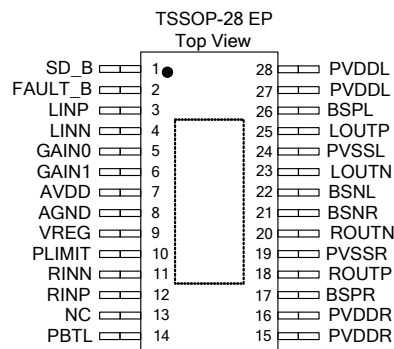 TSSOP-28 EP
Top View
SD_B 1 28 PVDDL
FAULT_B 2 27 PVDDL
LINP 3 26 BSPL
LINN 4 25 LOUTP
GAIN0 5 24 PVSSL
GAIN1 6 23 LOUTN
AVDD 7 22 BSNL
AGND 8 21 BSNR
VREG 9 20 ROUTN
PLIMIT 10 19 PVSSR
RINN 11 18 ROUTP
RINP 12 17 BSPR
NC 13 16 PVDDR
PBTL 14 15 PVDDR